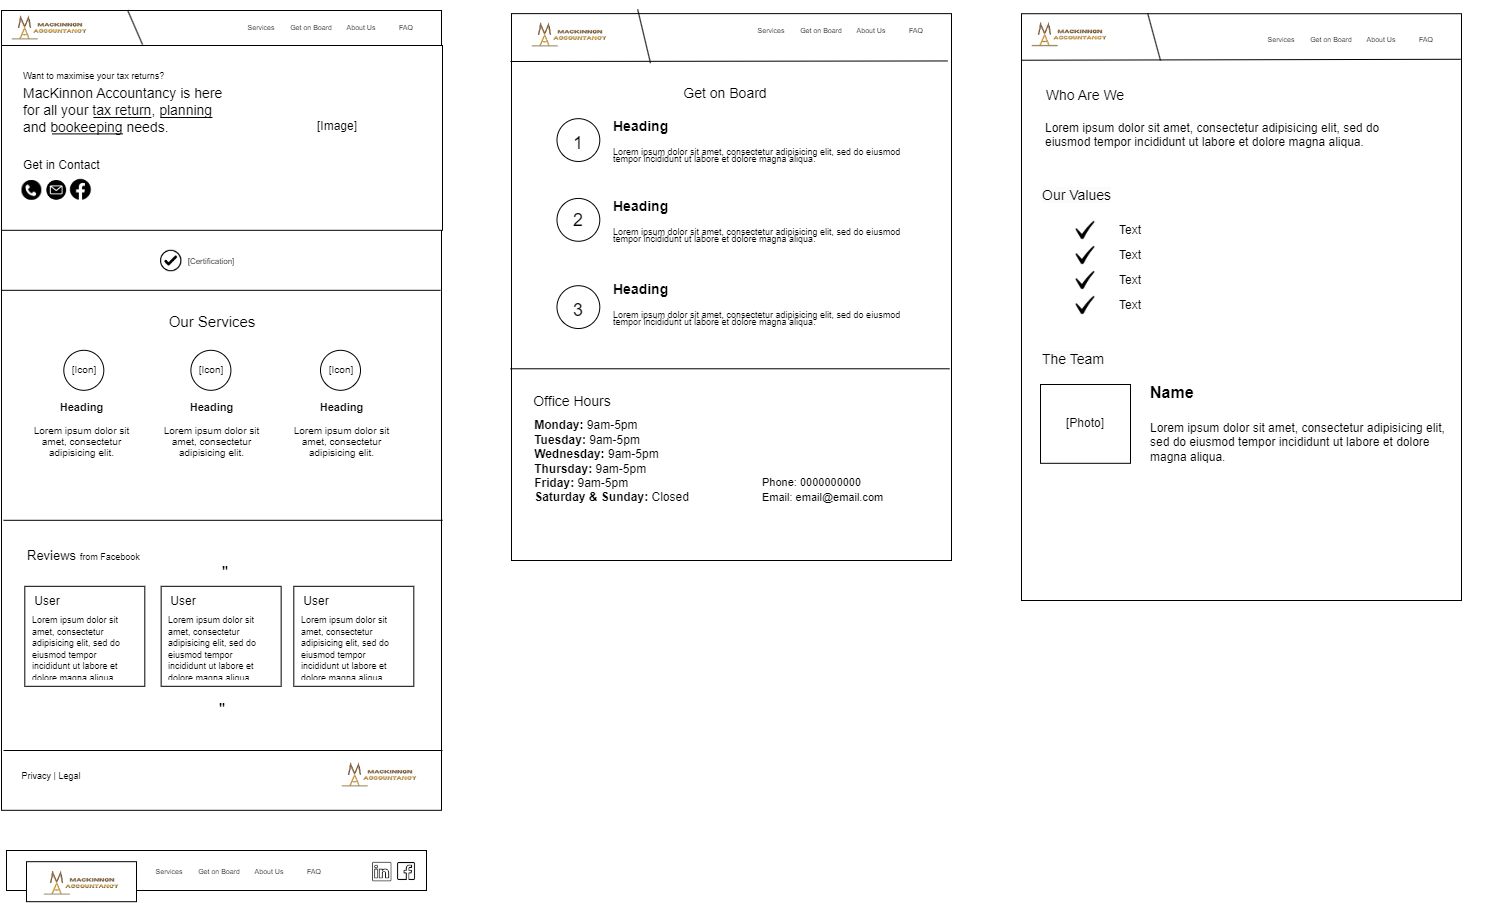 MACKINNON
ACCOUNTANCY
Services Get on Board About Us FAQ
Want to maximise your tax returns?
MacKinnon Accountancy is here
for all your tax return, planning
and bookeeping needs.
[Image]
Get in Contact
[Certification]
Our Services
[Icon] [Icon] [Icon]
Heading Heading Heading
Lorem ipsum dolor sit
amet, consectetur
adipisicing elit.
Lorem ipsum dolor sit
amet, consectetur
adipisicing elit.
Lorem ipsum dolor sit
amet, consectetur
adipisicing elit.
Reviews from Facebook
"
User
Lorem ipsum dolor sit
amet, consectetur
adipisicing elit, sed do
eiusmod tempor
incididunt ut labore et
dolore magna aliqua
User
Lorem ipsum dolor sit
amet, consectetur
adipisicing elit, sed do
eiusmod tempor
incididunt ut labore et
dolore magna aliqua
User
Lorem ipsum dolor sit
amet, consectetur
adipisicing elit, sed do
eiusmod tempor
incididunt ut labore et
dolore magna aliqua
"
Privacy | Legal
MACKINNON
ACCOUNTANCY
MACKINNON
ACCOUNTANCY
Services Get on Board About Us FAQ
in f
MACKINNON
ACCOUNTANCY
Services Get on Board About Us FAQ
Get on Board
1
Heading
Lorem ipsum dolor sit amet, consectetur adipisicing elit, sed do eiusmod
tempor incididunt ut labore et dolore magna aliqua.
2
Heading
Lorem ipsum dolor sit amet, consectetur adipisicing elit, sed do eiusmod
tempor incididunt ut labore et dolore magna aliqua.
3
Heading
Lorem ipsum dolor sit amet, consectetur adipisicing elit, sed do eiusmod
tempor incididunt ut labore et dolore magna aliqua.
Office Hours
Monday: 9am-5pm
Tuesday: 9am-5pm
Wednesday: 9am-5pm
Thursday: 9am-5pm
Friday: 9am-5pm
Saturday & Sunday: Closed
Phone: 0000000000
Email: email@email.com
MACKINNON
ACCOUNTANCY
Services Get on Board About Us FAQ
Who Are We
Lorem ipsum dolor sit amet, consectetur adipisicing elit, sed do
eiusmod tempor incididunt ut labore et dolore magna aliqua.
Our Values
Text
Text
Text
Text
The Team
[Photo]
Name
Lorem ipsum dolor sit amet, consectetur adipisicing elit,
sed do eiusmod tempor incididunt ut labore et dolore
magna aliqua.